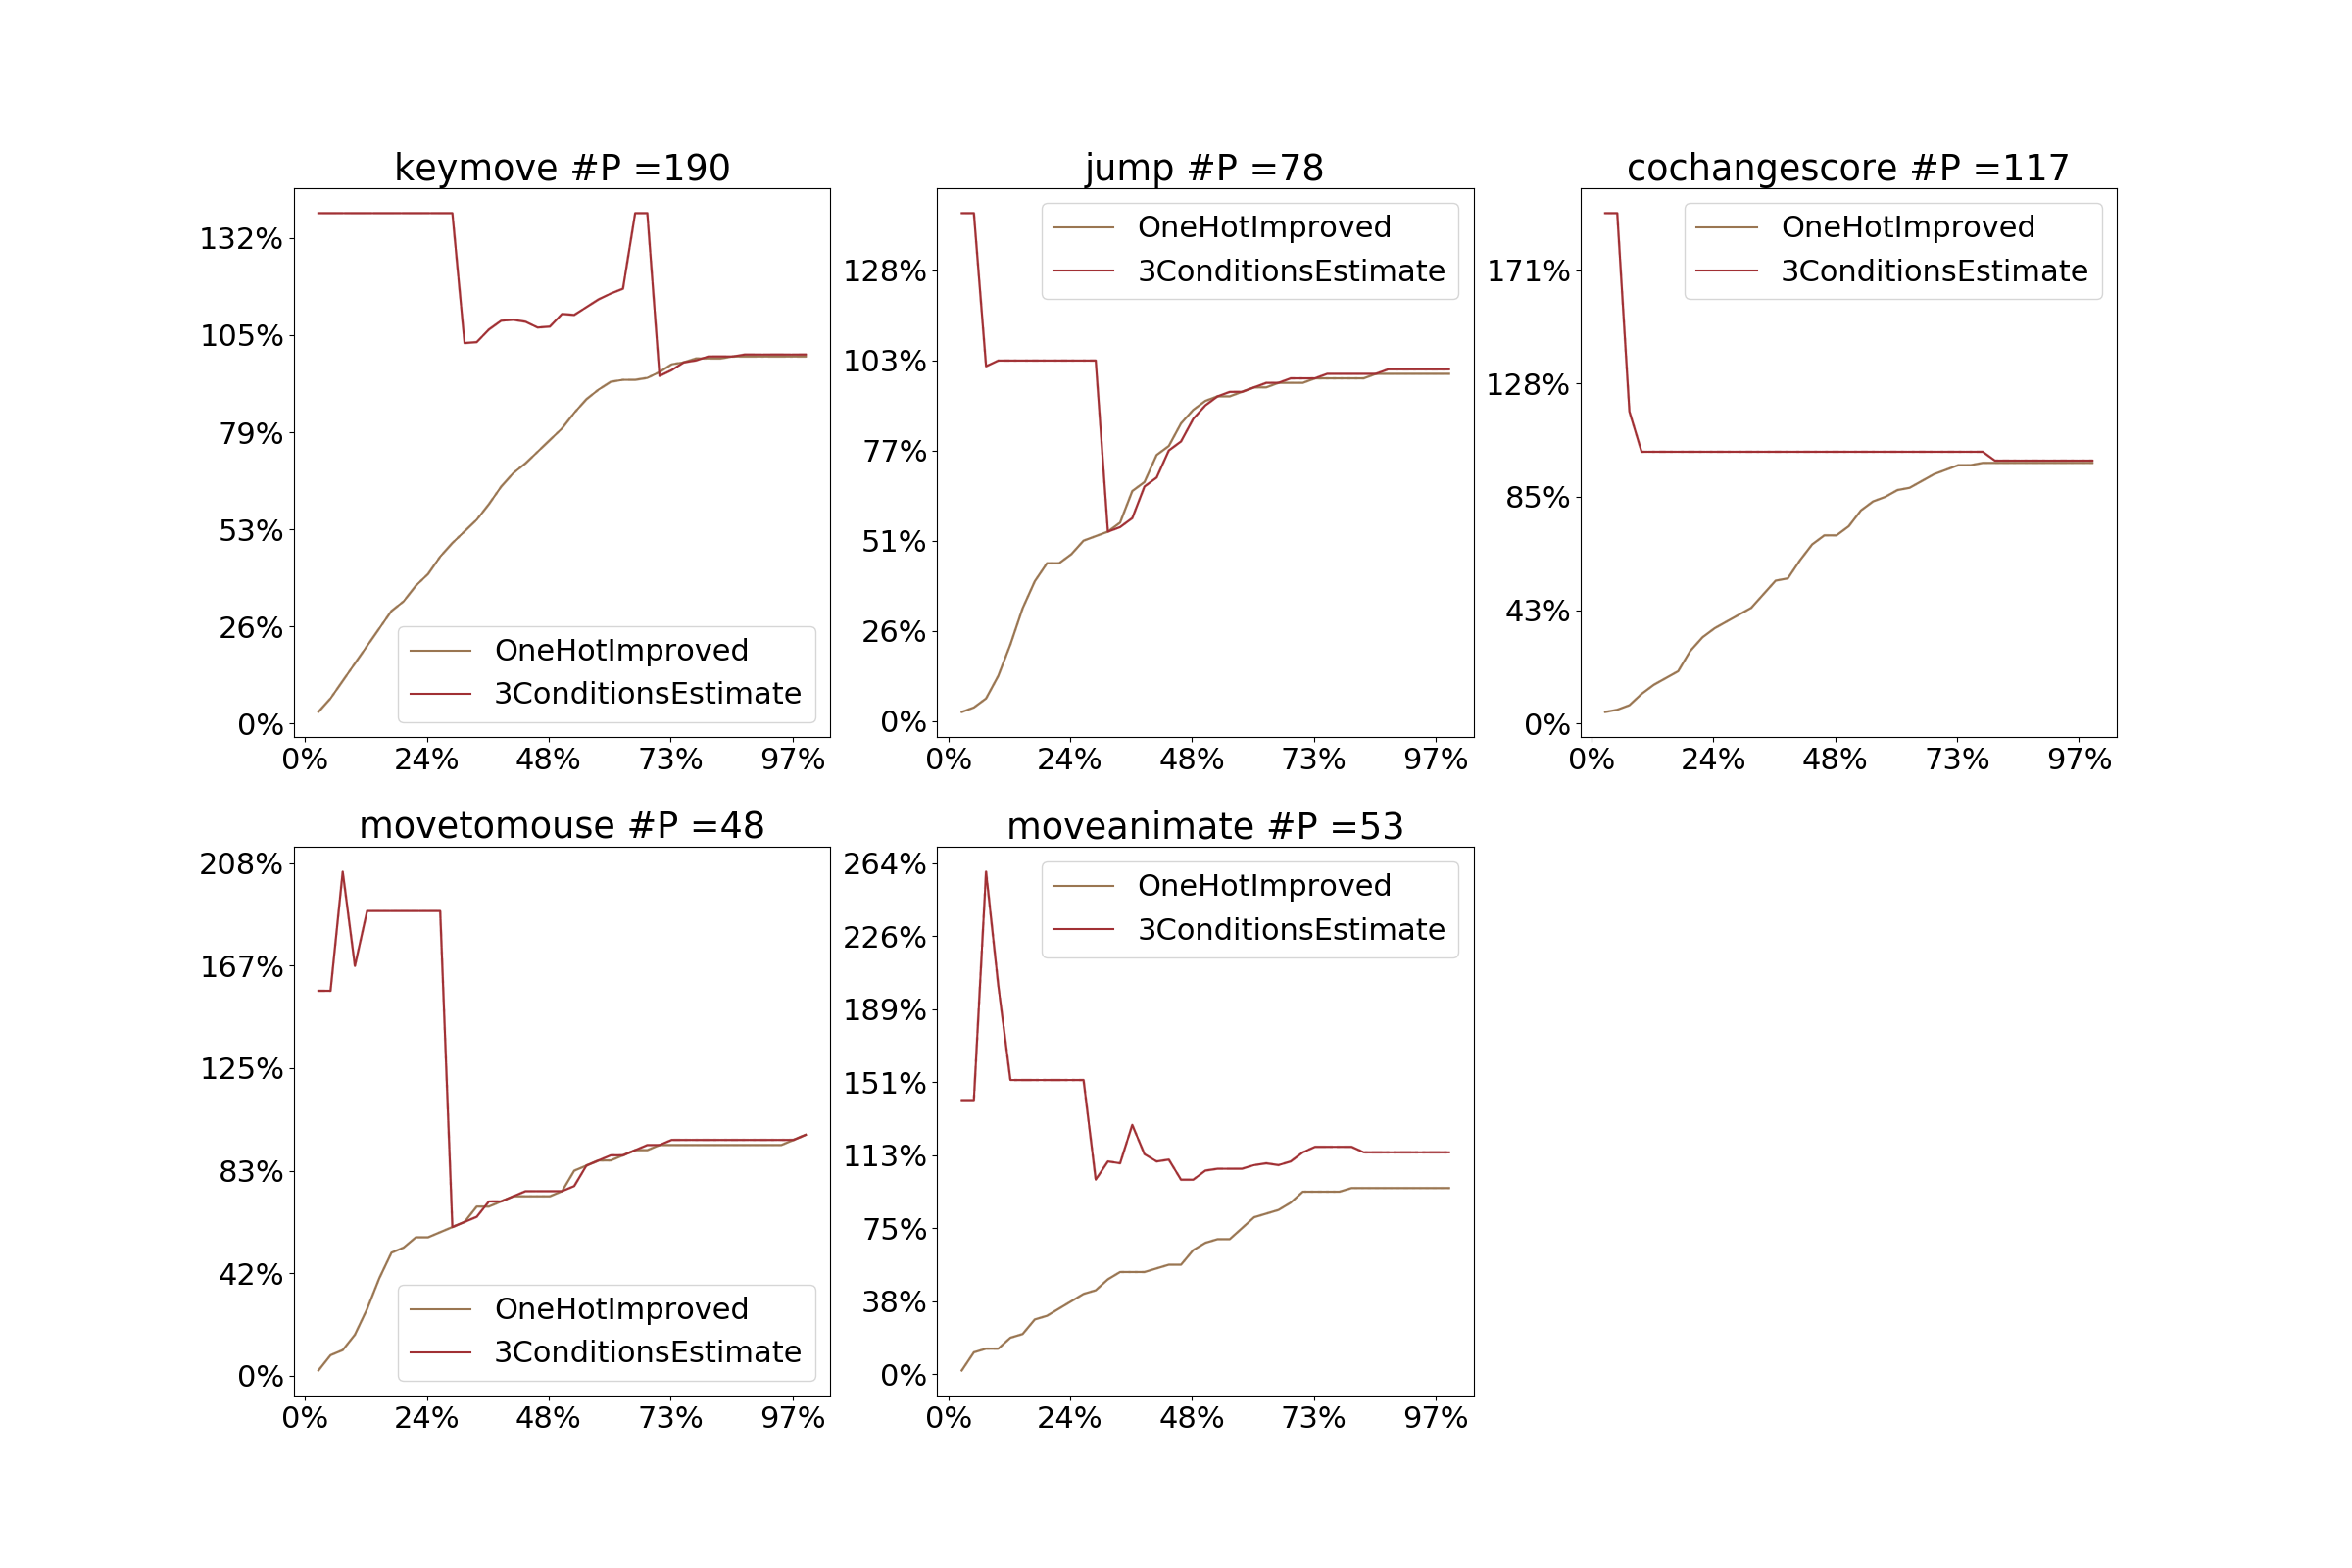 keymove #P =190
132%
105%
79%
53%
26%
0%
OneHotImproved
3ConditionsEstimate
0% 24% 48% 73% 97%
jump #P =78
128%
103%
77%
51%
26%
0%
OneHotImproved
3ConditionsEstimate
0% 24% 48% 73% 97%
cochangescore #P =117
171%
128%
85%
43%
0%
OneHotImproved
3ConditionsEstimate
0% 24% 48% 73% 97%
movetomouse #P =48
208%
167%
125%
83%
42%
0%
OneHotImproved
3ConditionsEstimate
0% 24% 48% 73% 97%
moveanimate #P =53
264%
226%
189%
151%
113%
75%
38%
0%
OneHotImproved
3ConditionsEstimate
0% 24% 48% 73% 97%